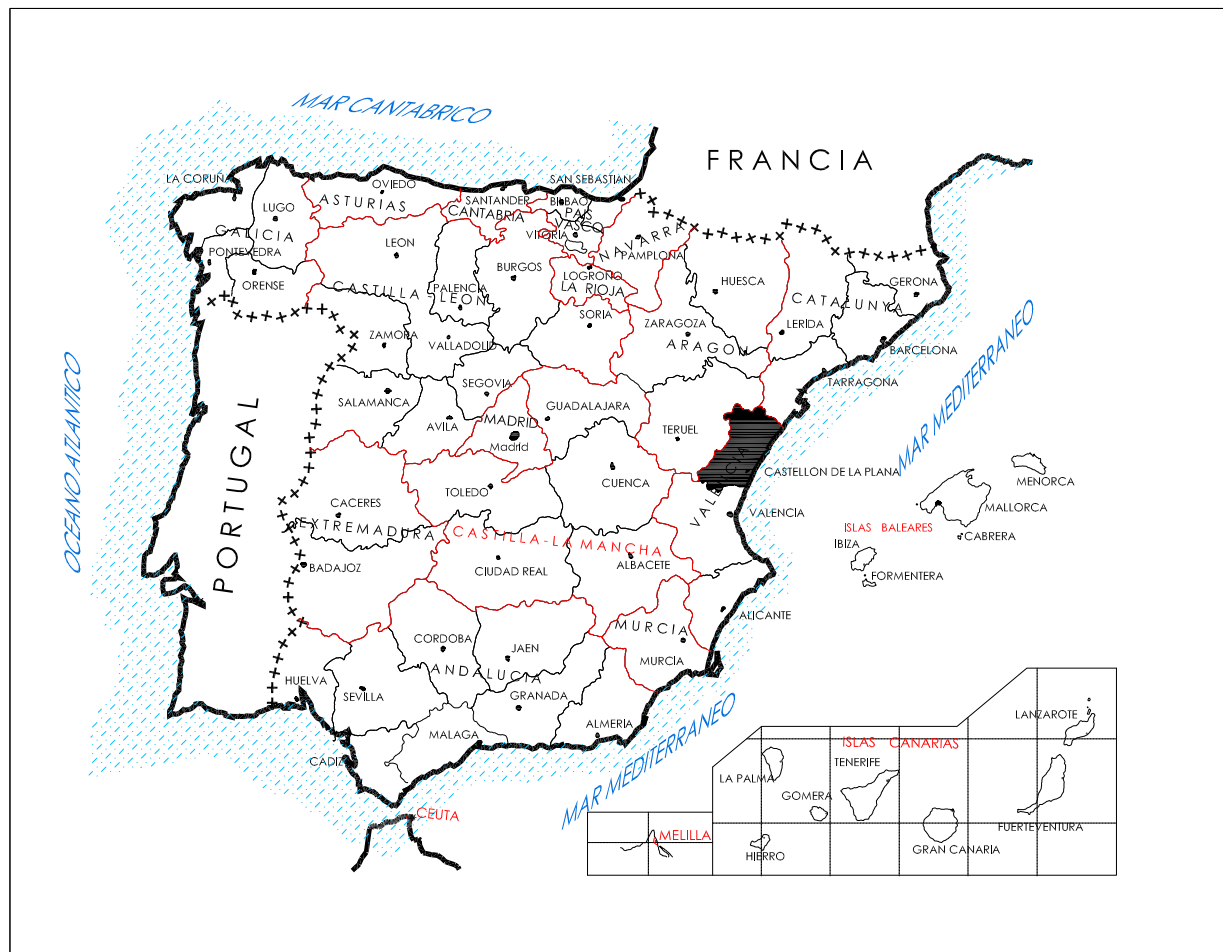 MAR CANTABRICO
FRANCIA
LA CORUÑA
OVIEDO
SAN SEBASTIAN
ASTURIAS
SANTANDER
BILBAO
LUGO
CANTABRIA
PAIS
VASCO
GALICIA
VITORIA
NAVARRA
LEON
PONTEVEDRA
PAMPLONA
BURGOS
LOGROÑO
ORENSE
HUESCA
GERONA
CASTILLA-LEON
PALENCIA
LA RIOJA
CATALUNYA
SORIA
ZAMORA
ZARAGOZA
LERIDA
VALLADOLID
ARAGON
BARCELONA
SEGOVIA
TARRAGONA
SALAMANCA
GUADALAJARA
AVILA
MADRID
TERUEL
Madrid
MAR MEDITERRANEO
OCEANO ATLANTICO
PORTUGAL
VALENCIA
CASTELLON DE LA PLANA
CUENCA
TOLEDO
MENORCA
CACERES
MALLORCA
VALENCIA
EXTREMADURA
ISLAS BALEARES
CASTILLA-LA MANCHA
CABRERA
IBIZA
ALBACETE
BADAJOZ
CIUDAD REAL
FORMENTERA
ALICANTE
MURCIA
CORDOBA
JAEN
MURCIA
ANDALUCIA
HUELVA
SEVILLA
GRANADA
ALMERIA
MALAGA
CADIZ
MAR MEDITERRANEO
CEUTA
LANZAROTE
ISLAS CANARIAS
TENERIFE
LA PALMA
GOMERA
FUERTEVENTURA
MELILLA
GRAN CANARIA
HIERRO